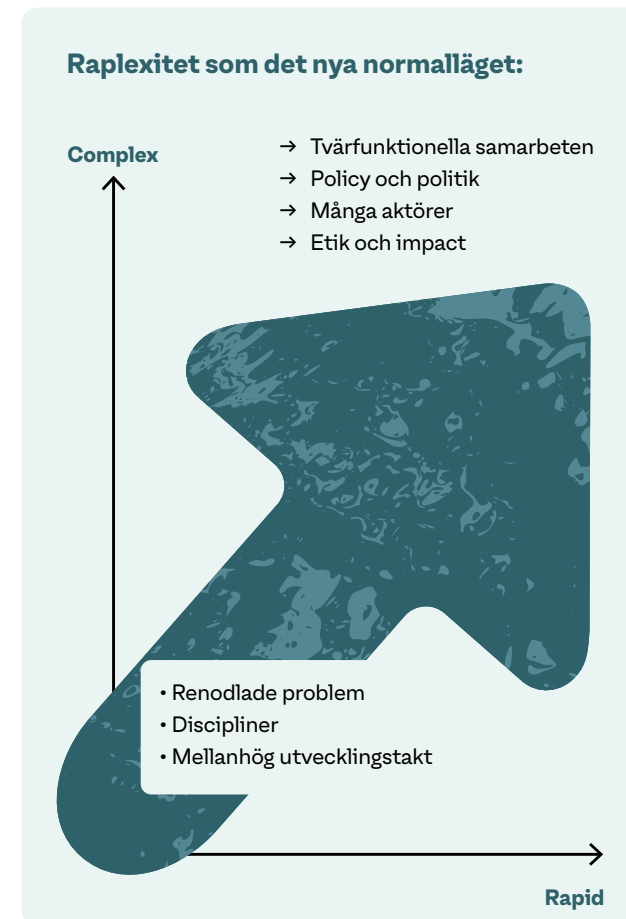 Raplexitet som det nya normalläget:
Complex
→ Tvärfunktionella samarbeten
→ Policy och politik
→ Många aktörer
→ Etik och impact
• Renodlade problem
• Discipliner
• Mellanhög utvecklingstakt
Rapid